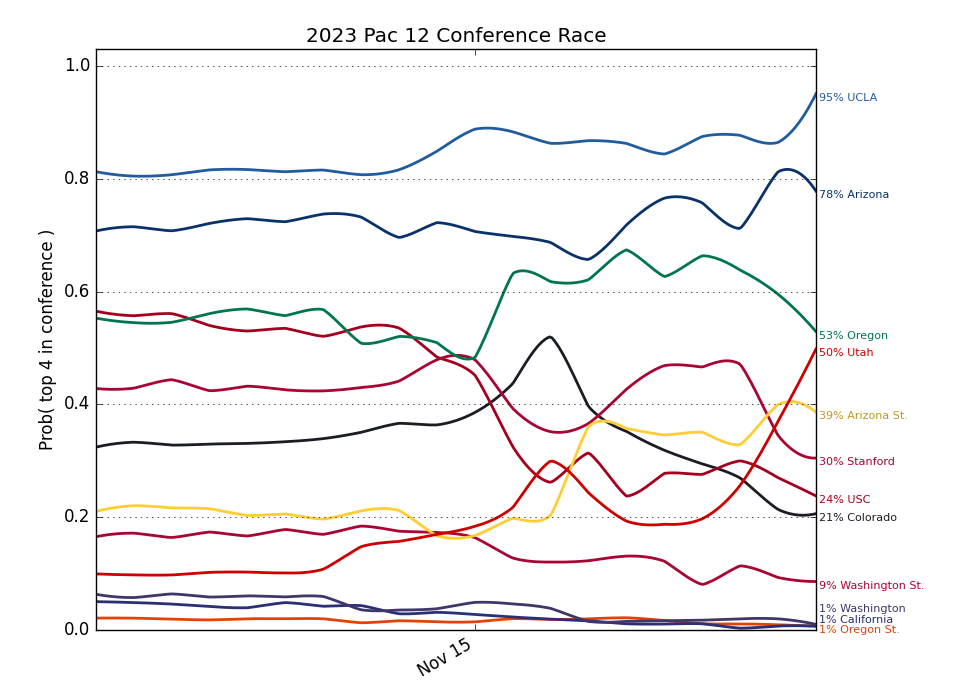 2023 Pac 12 Conference Race
Prob( top 4 in conference )
1.0
0.8
0.6
0.4
0.2
0.0
Nov 15
95% UCLA
78% Arizona
53% Oregon
50% Utah
39% Arizona St.
30% Stanford
24% USC
21% Colorado
9% Washington St.
1% Washington
1% California
1% Oregon St.